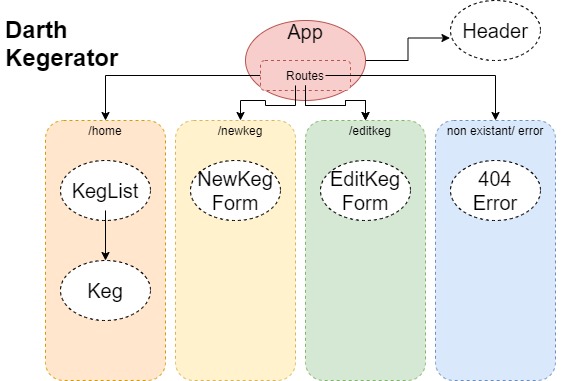 Darth
Kegerator
App
Header
Routes
/home
/newkeg
/editkeg
non existant/ error
KegList
NewKeg
Form
EditKeg
Form
404
Error
Keg